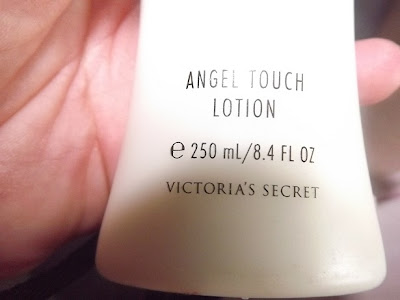 ANGEL TOUCH
LOTION
℮ 250 mL/8.4 FL OZ
VICTORIA'S SECRET